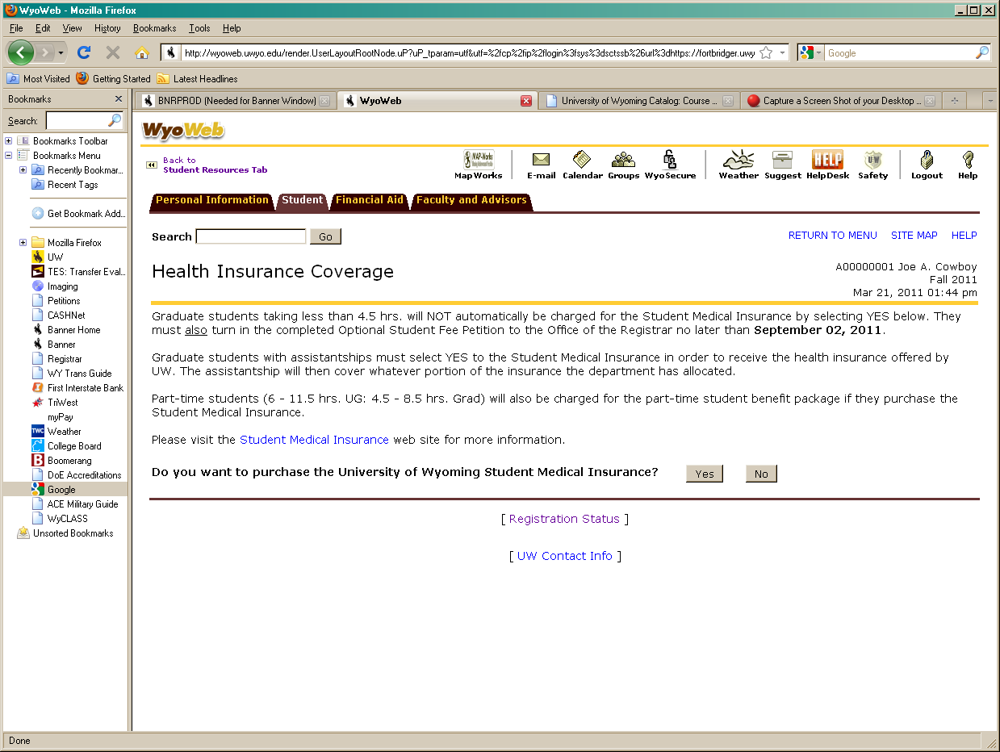 WyoWeb - Mozilla Firefox
File Edit View History Bookmarks Tools Help
http://wyoweb.uwyo.edu/render.UserLayoutRootNode.uP?uP_tparam=utf&utf=%2fcp%2fip%2flogin%3fsys%3dsctssb%26url%3dhttps://fortbridger.uwy
Google
Most Visited Getting Started Latest Headlines
Bookmarks
BNRPROD (Needed for Banner Window) WyoWeb University of Wyoming Catalog: Course ... Capture a Screen Shot of your Desktop ...
Search:
Bookmarks Toolbar
Bookmarks Menu
Recently Bookmar...
Recent Tags
Get Bookmark Add...
Mozilla Firefox
UW
TES: Transfer Eval...
Imaging
Petitions
CASHNet
Banner Home
Banner
Registrar
WY Trans Guide
First Interstate Bank
TriWest
myPay
Weather
College Board
Boomerang
DoE Accreditations
Google
ACE Military Guide
WyCLASS
Unsorted Bookmarks
WyoWeb
Back to
Student Resources Tab
MapWorks E-mail Calendar Groups WyoSecure Weather Suggest HelpDesk Safety Logout Help
Personal Information Student Financial Aid Faculty and Advisors
Search Go
RETURN TO MENU SITE MAP HELP
Health Insurance Coverage
A00000001 Joe A. Cowboy
Fall 2011
Mar 21, 2011 01:44 pm
Graduate students taking less than 4.5 hrs. will NOT automatically be charged for the Student Medical Insurance by selecting YES below. They
must also turn in the completed Optional Student Fee Petition to the Office of the Registrar no later than September 02, 2011.
Graduate students with assistantships must select YES to the Student Medical Insurance in order to receive the health insurance offered by
UW. The assistantship will then cover whatever portion of the insurance the department has allocated.
Part-time students (6 - 11.5 hrs. UG: 4.5 - 8.5 hrs. Grad) will also be charged for the part-time student benefit package if they purchase the
Student Medical Insurance.
Please visit the Student Medical Insurance web site for more information.
Do you want to purchase the University of Wyoming Student Medical Insurance? Yes No
[ Registration Status ]
[ UW Contact Info ]
Done